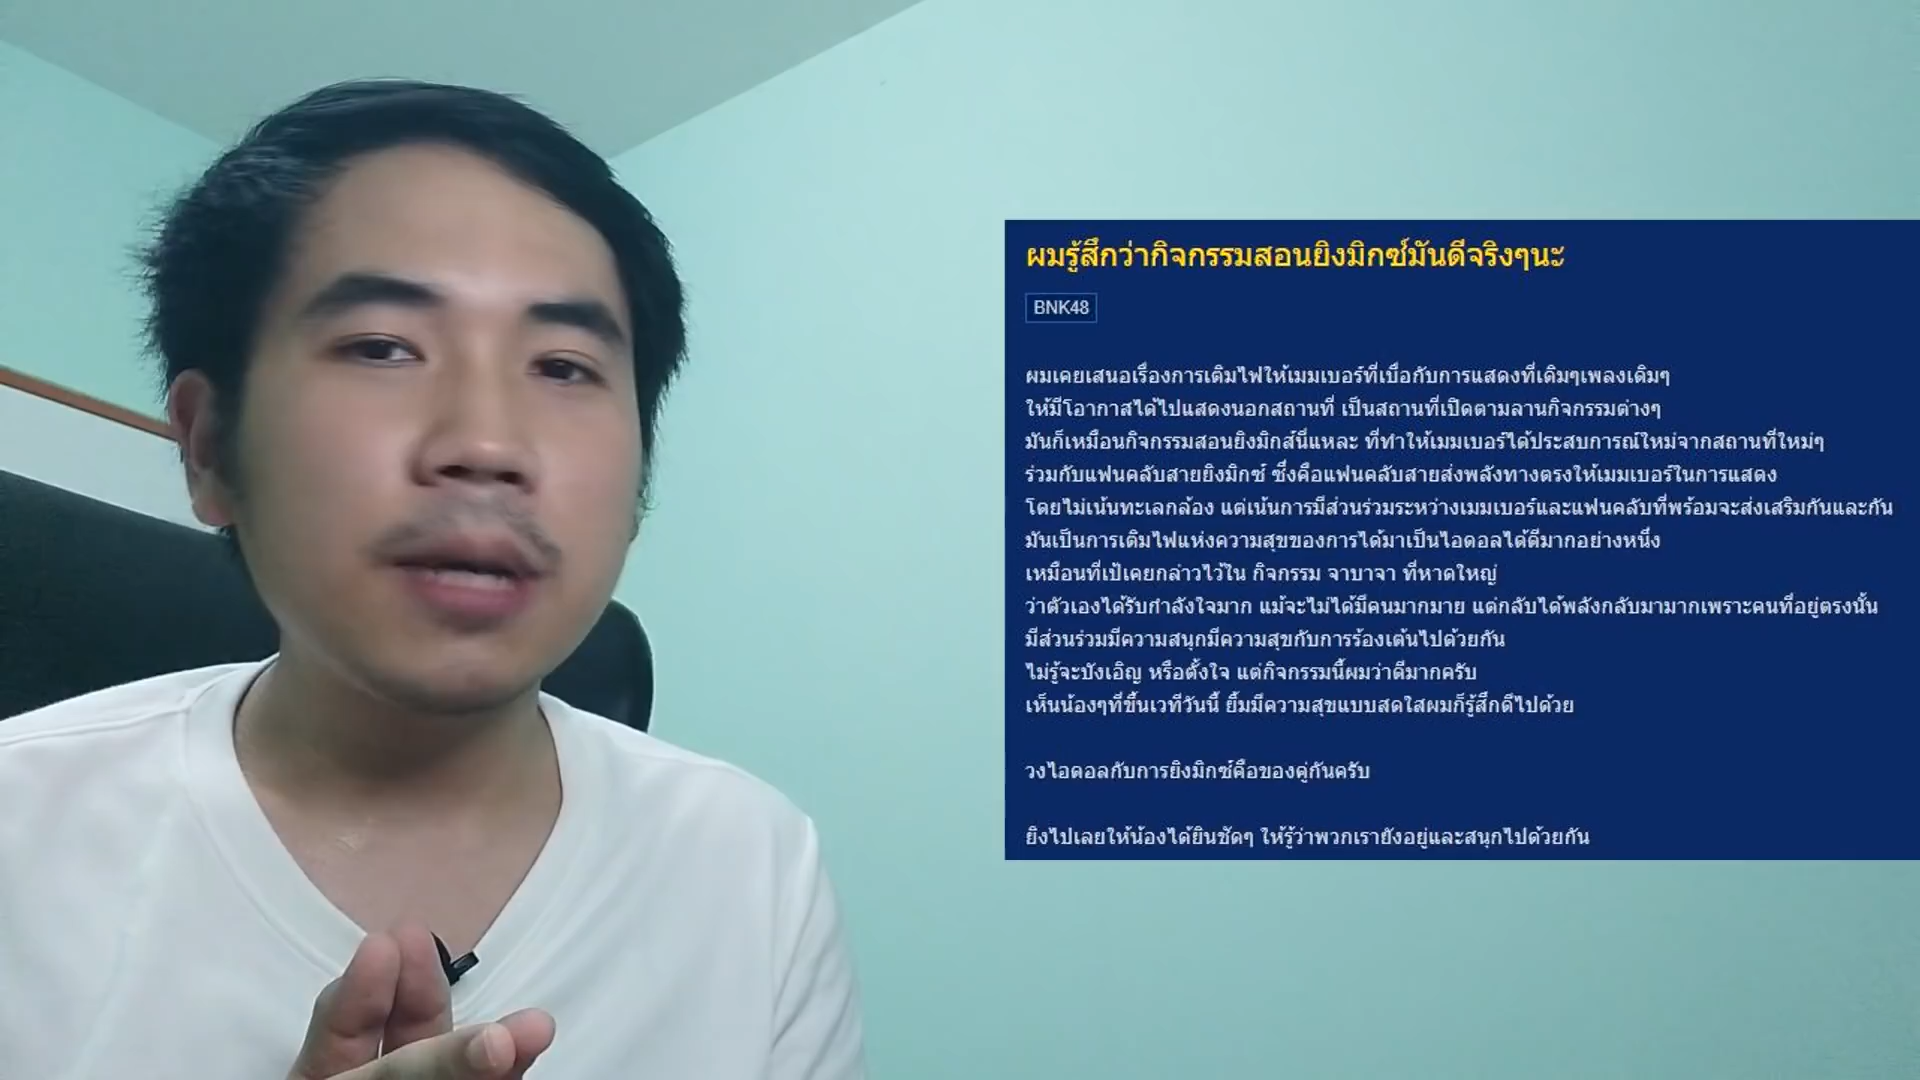 ผมรู้สึกว่ากิจกรรมสอนยิงมิกซ์มันดีจริงๆนะ
BNK48
ผมเคยเสนอเรื่องการเติมไฟให้เมมเบอร์ที่เบื่อกับการแสดงที่เดิมๆเพลงเดิมๆ
ให้มีโอากาสได้ไปแสดงนอกสถานที่ เป็นสถานที่เปิดตามลานกิจกรรมต่างๆ
มันก็เหมือนกิจกรรมสอนยิงมิกส์นี่แหละ ที่ทำให้เมมเบอร์ได้ประสบการณ์ใหม่จากสถานที่ใหม่ๆ
ร่วมกับแฟนคลับสายยิงมิกซ์ ซึ่งคือแฟนคลับสายส่งพลังทางตรงให้เมมเบอร์ในการแสดง
โดยไม่เน้นทะเลกล้อง แต่เน้นการมีส่วนร่วมระหว่างเมมเบอร์และแฟนคลับที่พร้อมจะส่งเสริมกันและกัน
มันเป็นการเติมไฟแห่งความสุขของการได้มาเป็นไอดอลได้ดีมากอย่างหนึ่ง
เหมือนที่เป้เคยกล่าวไว้ใน กิจกรรม จาบาจา ที่หาดใหญ่
ว่าตัวเองได้รับกำลังใจมาก แม้จะไม่ได้มีคนมากมาย แต่กลับได้พลังกลับมามากเพราะคนที่อยู่ตรงนั้น
มีส่วนร่วมมีความสนุกมีความสุขกับการร้องเต้นไปด้วยกัน
ไม่รู้จะบังเอิญ หรือตั้งใจ แต่กิจกรรมนี้ผมว่าดีมากครับ
เห็นน้องๆที่ขึ้นเวทีวันนี้ ยิ้มมีความสุขแบบสดใสผมก็รู้สึกดีไปด้วย
วงไอดอลกับการยิงมิกซ์คือของคู่กันครับ
ยิงไปเลยให้น้องได้ยินชัดๆ ให้รู้ว่าพวกเรายังอยู่และสนุกไปด้วยกัน